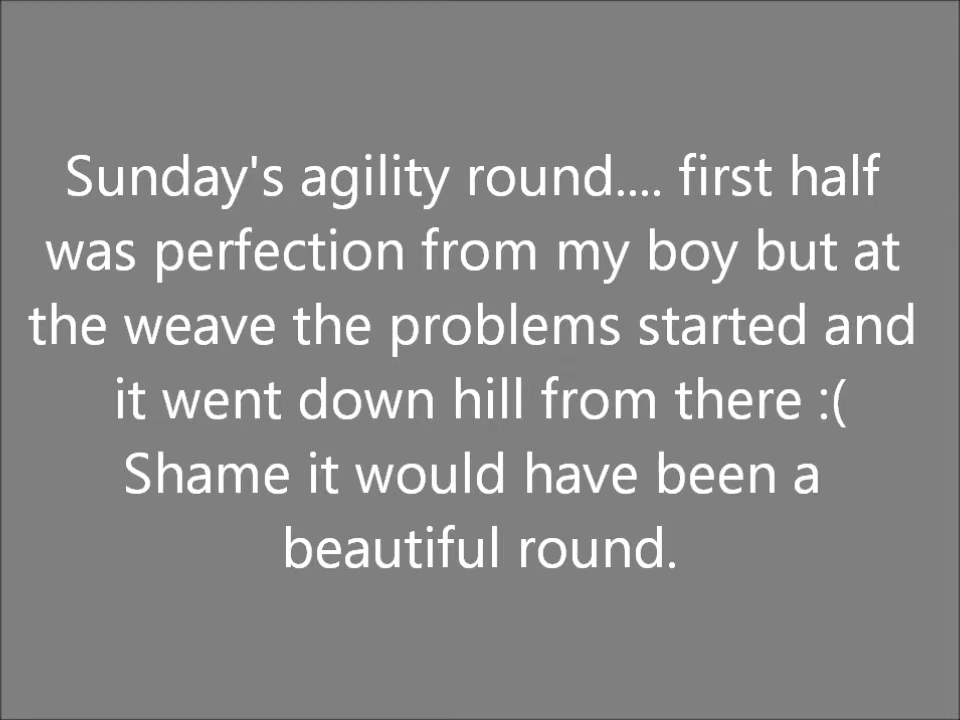 Sunday's agility round.... first half
was perfection from my boy but at
the weave the problems started and
it went down hill from there :(
Shame it would have been a
beautiful round.